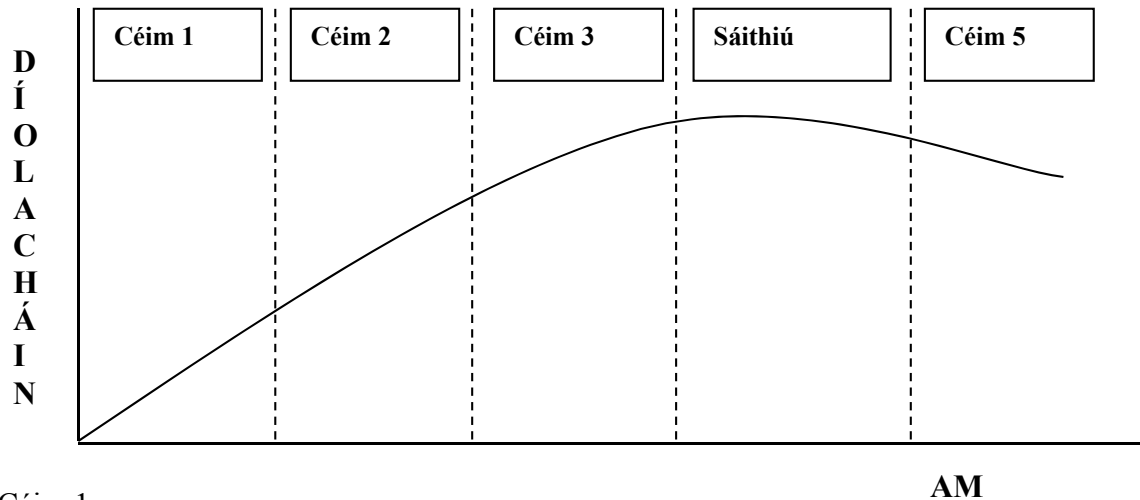 Céim 1
Céim 2
Céim 3
Sáithiú
Céim 5
DÍOLACHÁIN
AM
Céim 1